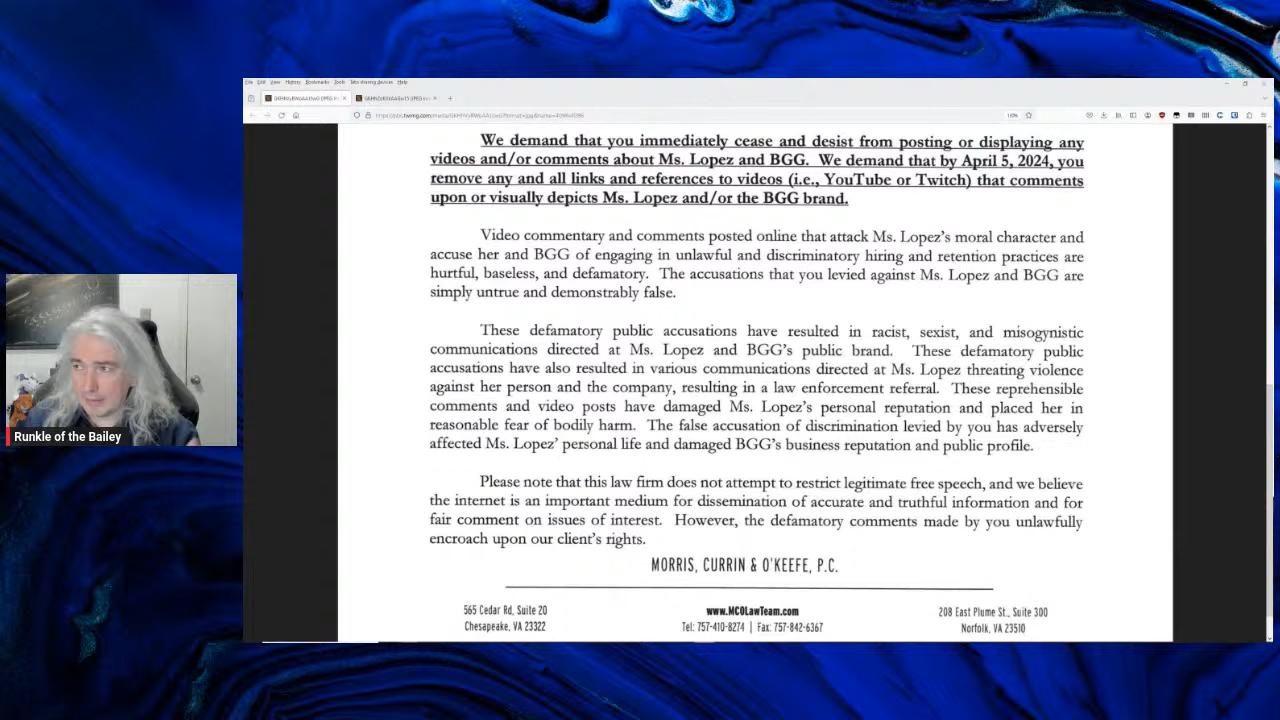 File Edit View History Bookmarks Tools Tabs sharing devices Help
We demand that you immediately cease and desist from posting or displaying any
videos and/or comments about Ms. Lopez and BGG. We demand that by April 5, 2024, you
remove any and all links and references to videos (i.e., YouTube or Twitch) that comments
upon or visually depicts Ms. Lopez and/or the BGG brand.
Video commentary and comments posted online that attack Ms. Lopez's moral character and
accuse her and BGG of engaging in unlawful and discriminatory hiring and retention practices are
hurtful, baseless, and defamatory. The accusations that you levied against Ms. Lopez and BGG are
simply untrue and demonstrably false.
These defamatory public accusations have resulted in racist, sexist, and misogynistic
communications directed at Ms. Lopez and BGG's public brand. These defamatory public
accusations have also resulted in various communications directed at Ms. Lopez threating violence
against her person and the company, resulting in a law enforcement referral. These reprehensible
comments and video posts have damaged Ms. Lopez's personal reputation and placed her in
reasonable fear of bodily harm. The false accusation of discrimination levied by you has adversely
affected Ms. Lopez' personal life and damaged BGG's business reputation and public profile.
Runkle of the Bailey
Please note that this law firm does not attempt to restrict legitimate free speech, and we believe
the internet is an important medium for dissemination of accurate and truthful information and for
fair comment on issues of interest. However, the defamatory comments made by you unlawfully
encroach upon our client's rights.
MORRIS, CURRIN & O'KEEFE, P.C.
565 Cedar Rd, Suite 20
Chesapeake, VA 23322
www.MCOLawTeam.com
Tel: 757-410-8274 | Fax: 757-842-6367
208 East Plume St., Suite 300
Norfolk, VA 23510